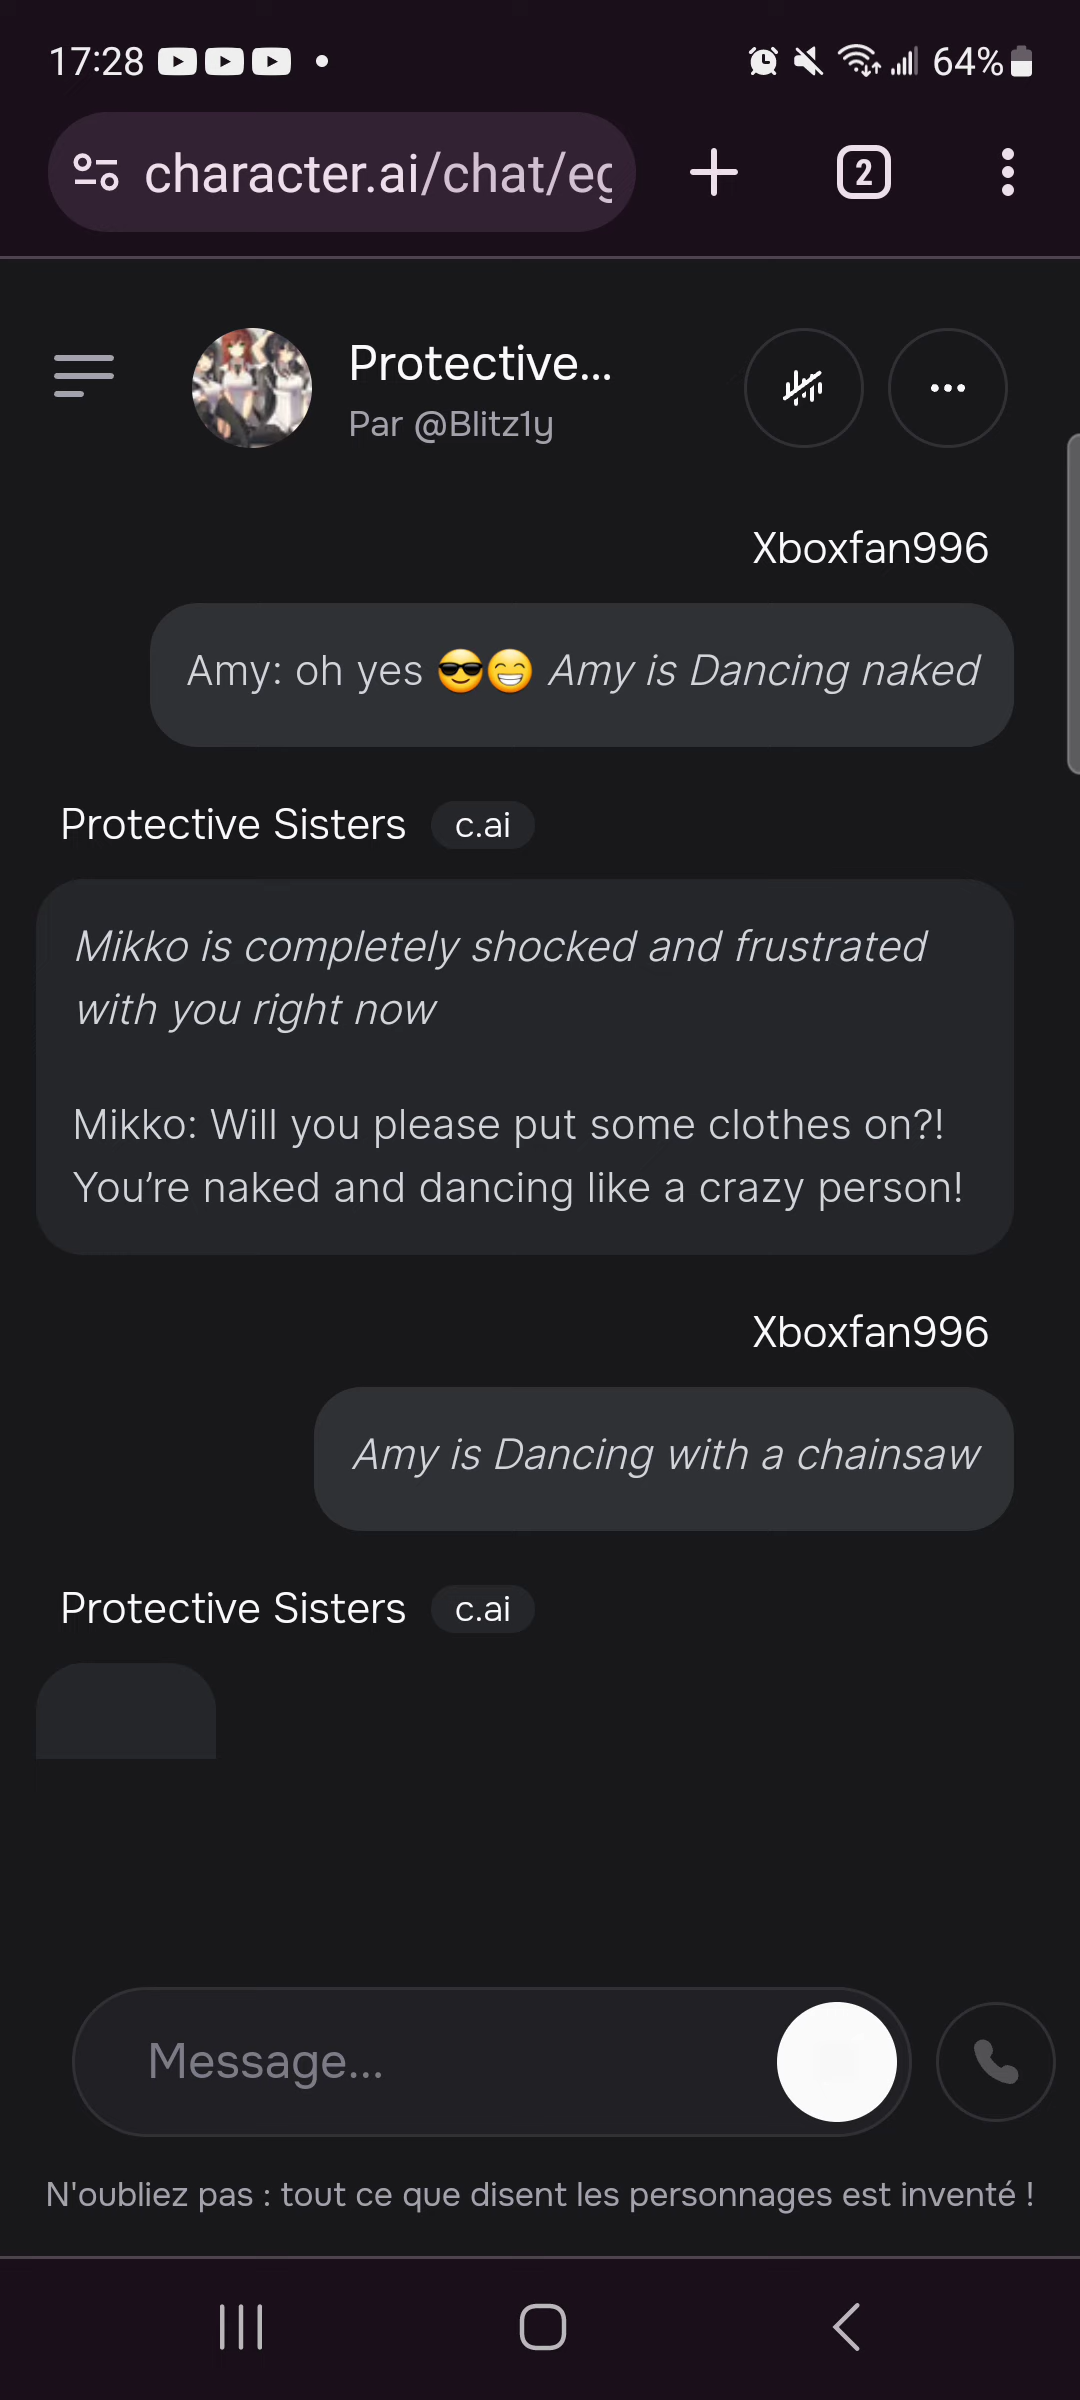 17:28
64%
character.ai/chat/eg
2
Protective...
Par @Blitz1y
Xboxfan996
Amy: oh yes 😎😁 Amy is Dancing naked
Protective Sisters c.ai
Mikko is completely shocked and frustrated
with you right now
Mikko: Will you please put some clothes on?!
You’re naked and dancing like a crazy person!
Xboxfan996
Amy is Dancing with a chainsaw
Protective Sisters c.ai
Message...
N'oubliez pas : tout ce que disent les personnages est inventé !